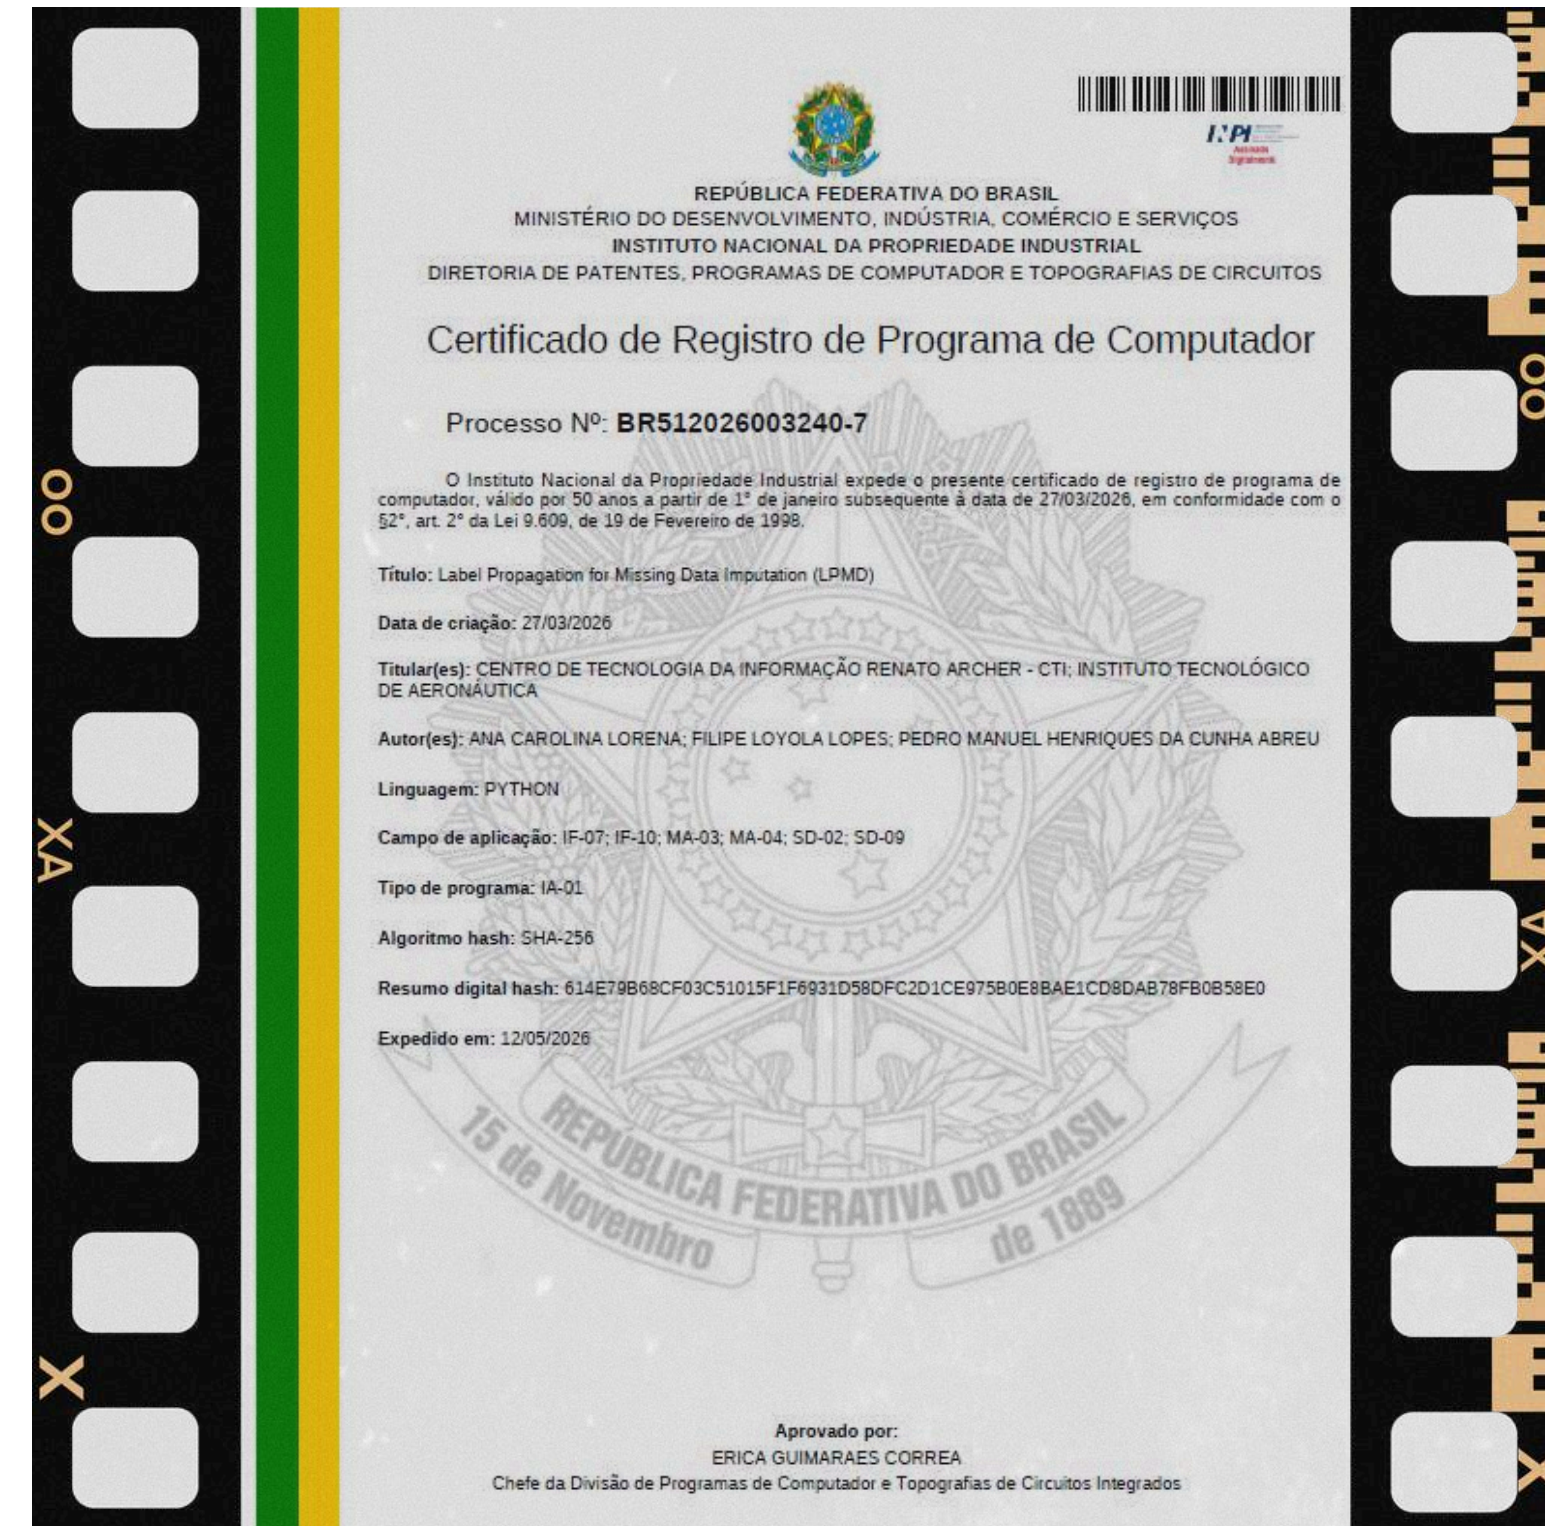 REPÚBLICA FEDERATIVA DO BRASIL
MINISTÉRIO DO DESENVOLVIMENTO, INDÚSTRIA, COMÉRCIO E SERVIÇOS
INSTITUTO NACIONAL DA PROPRIEDADE INDUSTRIAL
DIRETORIA DE PATENTES, PROGRAMAS DE COMPUTADOR E TOPOGRAFIAS DE CIRCUITOS
INPI
Assinado
Digitalmente
Certificado de Registro de Programa de Computador
Processo Nº: BR512026003240-7
O Instituto Nacional da Propriedade Industrial expede o presente certificado de registro de programa de
computador, válido por 50 anos a partir de 1° de janeiro subsequente à data de 27/03/2026, em conformidade com o
§2°, art. 2° da Lei 9.609, de 19 de Fevereiro de 1998.
Título: Label Propagation for Missing Data Imputation (LPMD)
Data de criação: 27/03/2026
Titular(es): CENTRO DE TECNOLOGIA DA INFORMAÇÃO RENATO ARCHER - CTI; INSTITUTO TECNOLÓGICO
DE AERONÁUTICA
Autor(es): ANA CAROLINA LORENA; FILIPE LOYOLA LOPES; PEDRO MANUEL HENRIQUES DA CUNHA ABREU
Linguagem: PYTHON
Campo de aplicação: IF-07; IF-10; MA-03; MA-04; SD-02; SD-09
Tipo de programa: IA-01
Algoritmo hash: SHA-256
Resumo digital hash: 614E79B68CF03C51015F1F6931D58DFC2D1CE975B0E8BAE1CD8DAB78FB0B58E0
Expedido em: 12/05/2026
REPÚBLICA FEDERATIVA DO BRASIL
15 de Novembro de 1889
Aprovado por:
ERICA GUIMARAES CORREA
Chefe da Divisão de Programas de Computador e Topografias de Circuitos Integrados
OO
XA
X
OO
XA
X